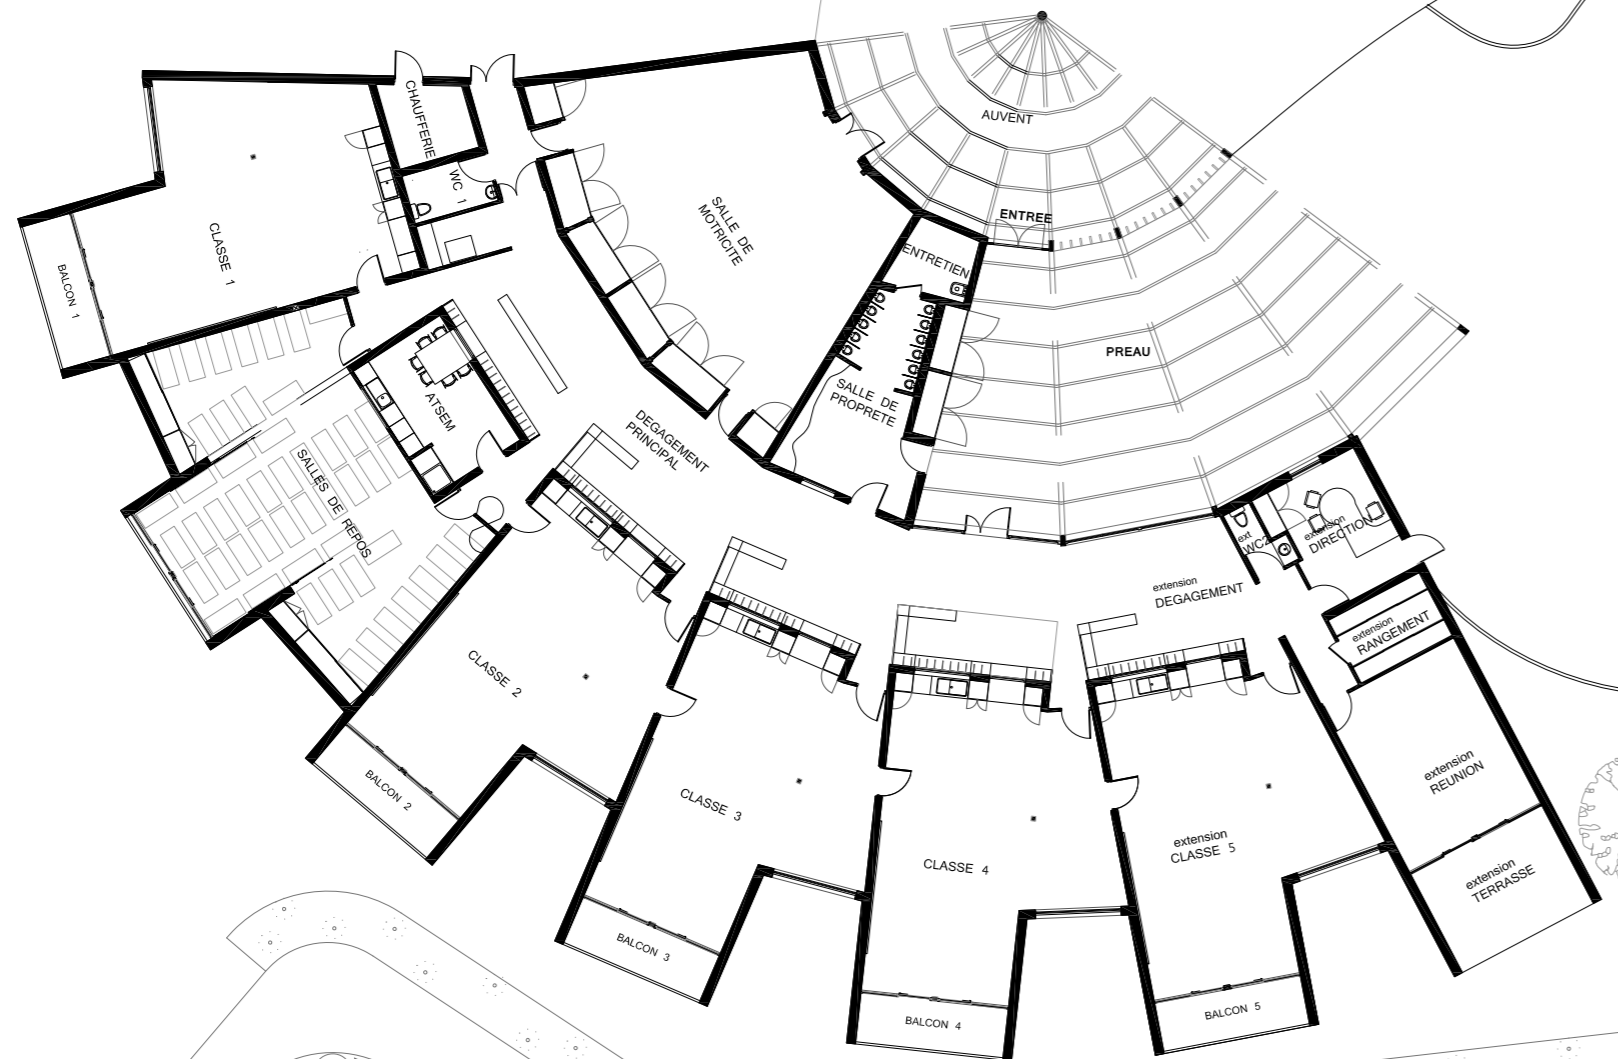 CHAUFFERIE
WC 1
CLASSE 1
BALCON 1
SALLE DE
MOTRICITE
AUVENT
ENTREE
ENTRETIEN
PREAU
SALLE DE
PROPRETE
ATSEM
DEGAGEMENT
PRINCIPAL
SALLES DE REPOS
extension
DIRECTION
ext
WC2
extension
DEGAGEMENT
extension
RANGEMENT
CLASSE 2
BALCON 2
CLASSE 3
BALCON 3
CLASSE 4
BALCON 4
extension
CLASSE 5
BALCON 5
extension
REUNION
extension
TERRASSE